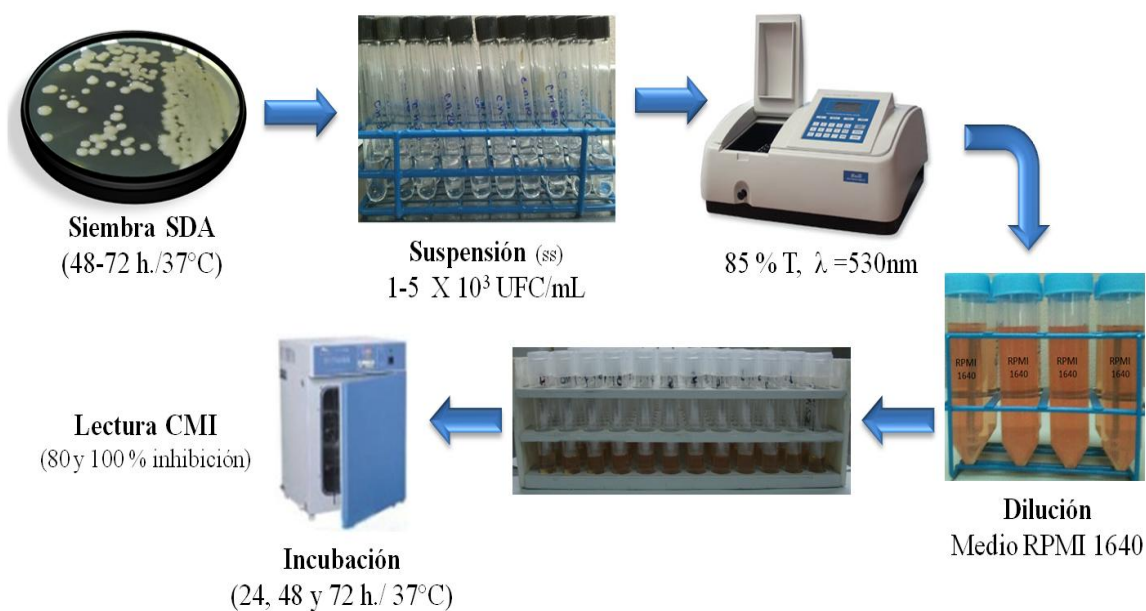 Siembra SDA
(48-72 h./37°C)
Suspensión (ss)
1-5 X 10³ UFC/mL
85 % T, λ =530nm
RPMI
1640
RPMI
1640
RPMI
1640
RPMI
1640
Dilución
Medio RPMI 1640
Incubación
(24, 48 y 72 h./ 37°C)
Lectura CMI
(80 y 100 % inhibición)